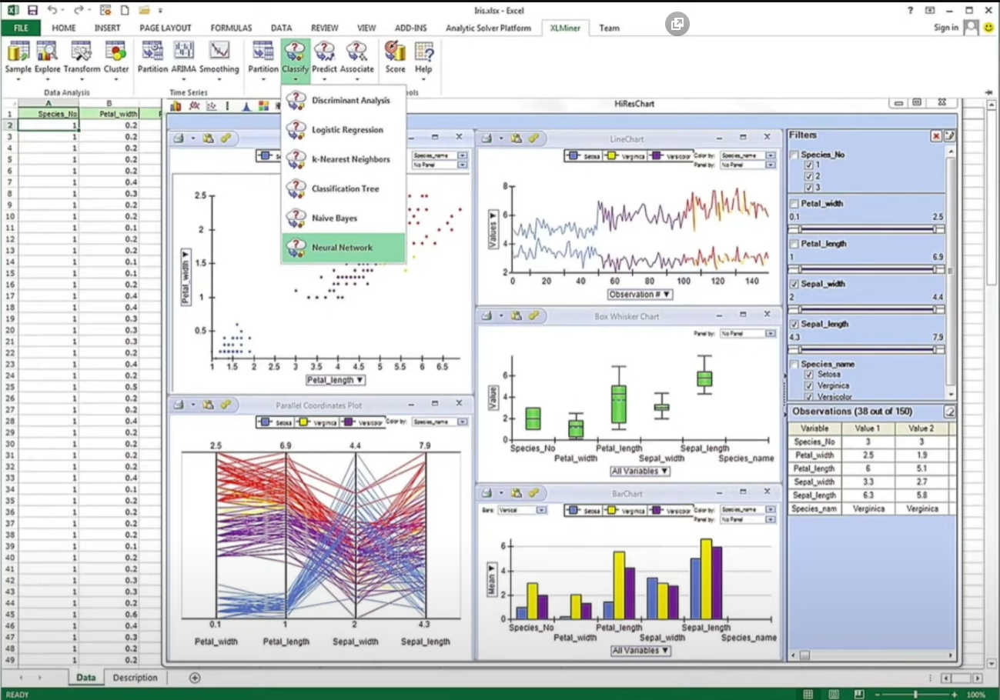 Iris.xlsx - Excel
FILE HOME INSERT PAGE LAYOUT FORMULAS DATA REVIEW VIEW ADD-INS Analytic Solver Platform XLMiner Team Sign in
Sample Explore Transform Cluster Partition ARIMA Smoothing Partition Classify Predict Associate Score Help
Data Analysis Time Series
Discriminant Analysis
Logistic Regression
k-Nearest Neighbors
Classification Tree
Naive Bayes
Neural Network
A B
1 Species_No Petal_width
2 1 0.2
3 1 0.2
4 1 0.2
5 1 0.2
6 1 0.2
7 1 0.4
8 1 0.3
9 1 0.2
10 1 0.2
11 1 0.1
12 1 0.2
13 1 0.2
14 1 0.1
15 1 0.1
16 1 0.2
17 1 0.4
18 1 0.4
19 1 0.3
20 1 0.3
21 1 0.3
22 1 0.2
23 1 0.4
24 1 0.2
25 1 0.5
26 1 0.2
27 1 0.2
28 1 0.4
29 1 0.2
30 1 0.2
31 1 0.2
32 1 0.2
33 1 0.4
34 1 0.1
35 1 0.2
36 1 0.2
37 1 0.2
38 1 0.2
39 1 0.1
40 1 0.2
41 1 0.2
42 1 0.3
43 1 0.3
44 1 0.2
45 1 0.6
46 1 0.4
47 1 0.3
48 1 0.2
49 1 0.2
HiResChart
Species_name
No Panel
2.5
2
1.5
1
0.5
Petal_width
1 1.5 2 2.5 3 3.5 4 4.5 5 5.5 6 6.5
Petal_length
LineChart
Setosa Verginica Versicolor Color by: Species_name
Panel by: No Panel
8
6
4
2
Values
0 20 40 60 80 100 120 140
Observation #
Box Whisker Chart
Panel by: No Panel
6
4
2
0
Value
Species_No Petal_length Sepal_length
Petal_width Sepal_width Species_name
All Variables
Parallel Coordinates Plot
Setosa Verginica Versicolor Color by: Species_name
2.5 6.9 4.4 7.9
0.1 1 2 4.3
Petal_width Petal_length Sepal_width Sepal_length
BarChart
Bars: Vertical Setosa Verginica Versicolor Color by: Species_name
Panel by: No Panel
6
4
2
0
Mean
Species_No Petal_length Sepal_length
Petal_width Sepal_width Species_name
All Variables
Filters
Species_No
1
2
3
Petal_width
0.1 2.5
Petal_length
1 6.9
Sepal_width
2 4.4
Sepal_length
4.3 7.9
Species_name
Setosa
Verginica
Versicolor
Observations (38 out of 150)
Variable Value 1 Value 2
Species_No 3 3
Petal_width 2.5 1.9
Petal_length 6 5.1
Sepal_width 3.3 2.7
Sepal_length 6.3 5.8
Species_nam Verginica Verginica
Data Description
READY 100%